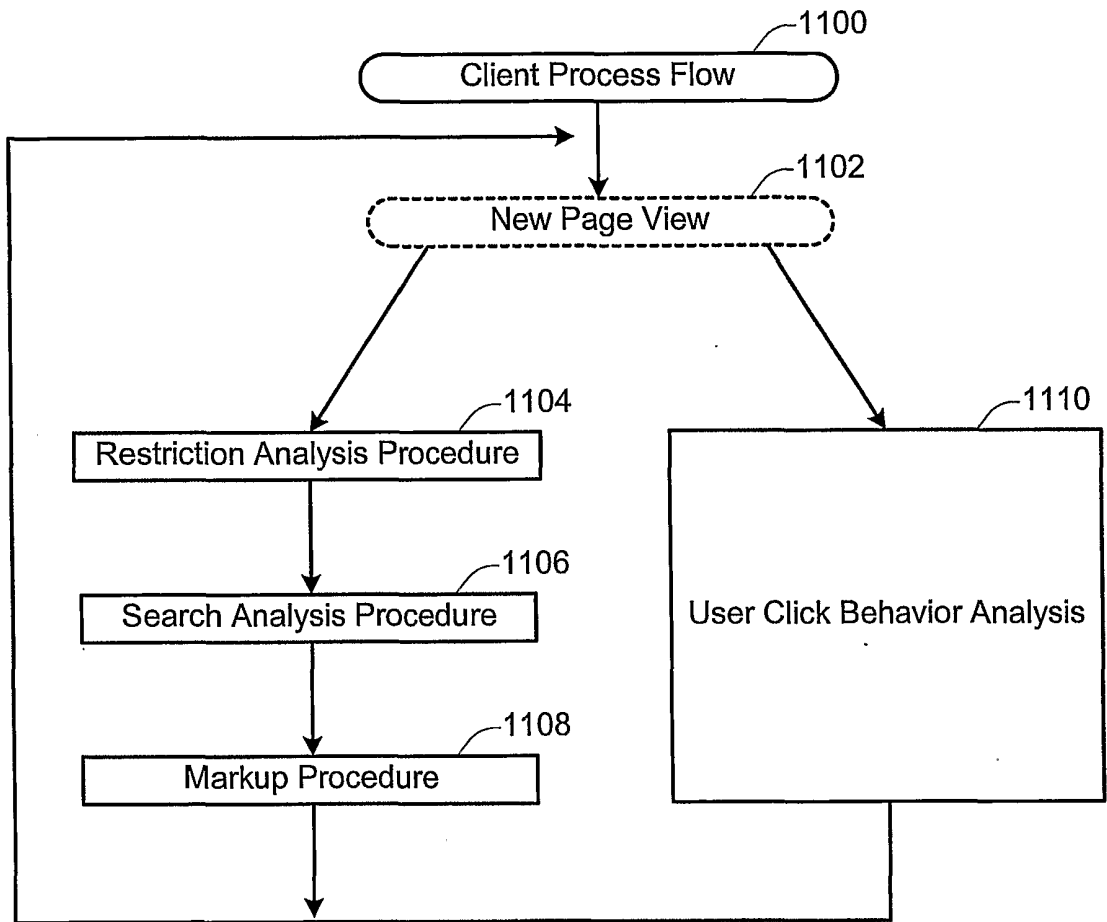 1100
Client Process Flow
1102
New Page View
1104
Restriction Analysis Procedure
1110
User Click Behavior Analysis
1106
Search Analysis Procedure
1108
Markup Procedure